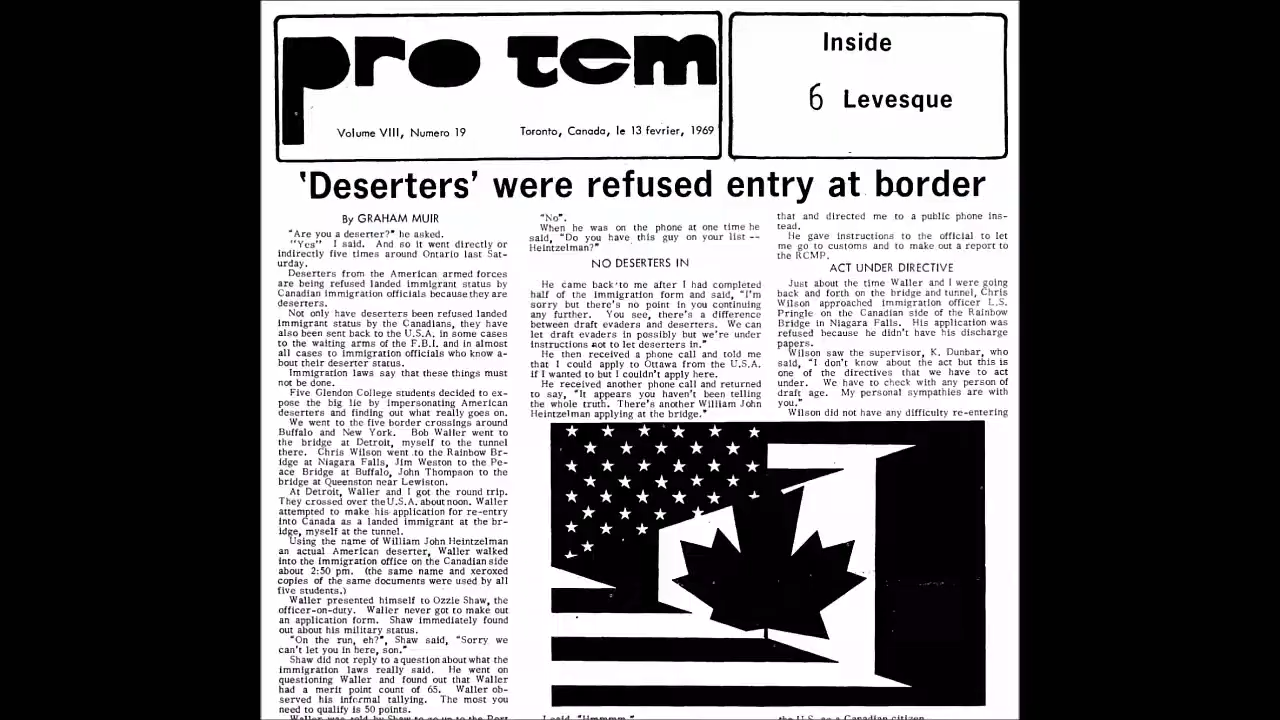 pro tem
Volume VIII, Numero 19
Toronto, Canada, le 13 fevrier, 1969
Inside
6 Levesque
'Deserters' were refused entry at border
By GRAHAM MUIR
"Are you a deserter?" he asked.
"Yes" I said. And so it went directly or
indirectly five times around Ontario last Sat-
urday.
Deserters from the American armed forces
are being refused landed immigrant status by
Canadian Immigration officials because they are
deserters.
Not only have deserters been refused landed
immigrant status by the Canadians, they have
also been sent back to the U.S.A. in some cases
to the waiting arms of the F.B.I. and in almost
all cases to immigration officials who know a-
bout their deserter status.
Immigration laws say that these things must
not be done.
Five Glendon College students decided to ex-
pose the big lie by impersonating American
deserters and finding out what really goes on.
We went to the five border crossings around
Buffalo and New York. Bob Waller went to
the bridge at Detroit, myself to the tunnel
there. Chris Wilson went to the Rainbow Br-
idge at Niagara Falls, Jim Weston to the Pe-
ace Bridge at Buffalo, John Thompson to the
bridge at Queenston near Lewiston.
At Detroit, Waller and I got the round trip.
They crossed over the U.S.A. about noon. Waller
attempted to make his application for re-entry
into Canada as a landed immigrant at the br-
idge, myself at the tunnel.
Using the name of William John Heintzelman
an actual American deserter, Waller walked
into the immigration office on the Canadian side
about 2:50 pm. (the same name and xeroxed
copies of the same documents were used by all
five students.)
Waller presented himself to Ozzie Shaw, the
officer-on-duty. Waller never got to make out
an application form. Shaw immediately found
out about his military status.
"On the run, eh?", Shaw said, "Sorry we
can't let you in here, son."
Shaw did not reply to a question about what the
immigration laws really said. He went on
questioning Waller and found out that Waller
had a merit point count of 65. Waller ob-
served his informal tallying. The most you
need to qualify is 50 points.
Waller was told by Shaw to go up to the Port
"No".
When he was on the phone at one time he
said, "Do you have this guy on your list --
Heintzelman?"
NO DESERTERS IN
He came back to me after I had completed
half of the immigration form and said, "I'm
sorry but there's no point in you continuing
any further. You see, there's a difference
between draft evaders and deserters. We can
let draft evaders in possibly but we're under
instructions not to let deserters in."
He then received a phone call and told me
that I could apply to Ottawa from the U.S.A.
if I wanted to but I couldn't apply here.
He received another phone call and returned
to say, "It appears you haven't been telling
the whole truth. There's another William John
Heintzelman applying at the bridge."
I said, "Hmmmm."
that and directed me to a public phone ins-
tead.
He gave instructions to the official to let
me go to customs and to make out a report to
the RCMP.
ACT UNDER DIRECTIVE
Just about the time Waller and I were going
back and forth on the bridge and tunnel, Chris
Wilson approached immigration officer L.S.
Pringle on the Canadian side of the Rainbow
Bridge in Niagara Falls. His application was
refused because he didn't have his discharge
papers.
Wilson saw the supervisor, K. Dunbar, who
said, "I don't know about the act but this is
one of the directives that we have to act
under. We have to check with any person of
draft age. My personal sympathies are with
you."
Wilson did not have any difficulty re-entering
the U.S. as a Canadian citizen